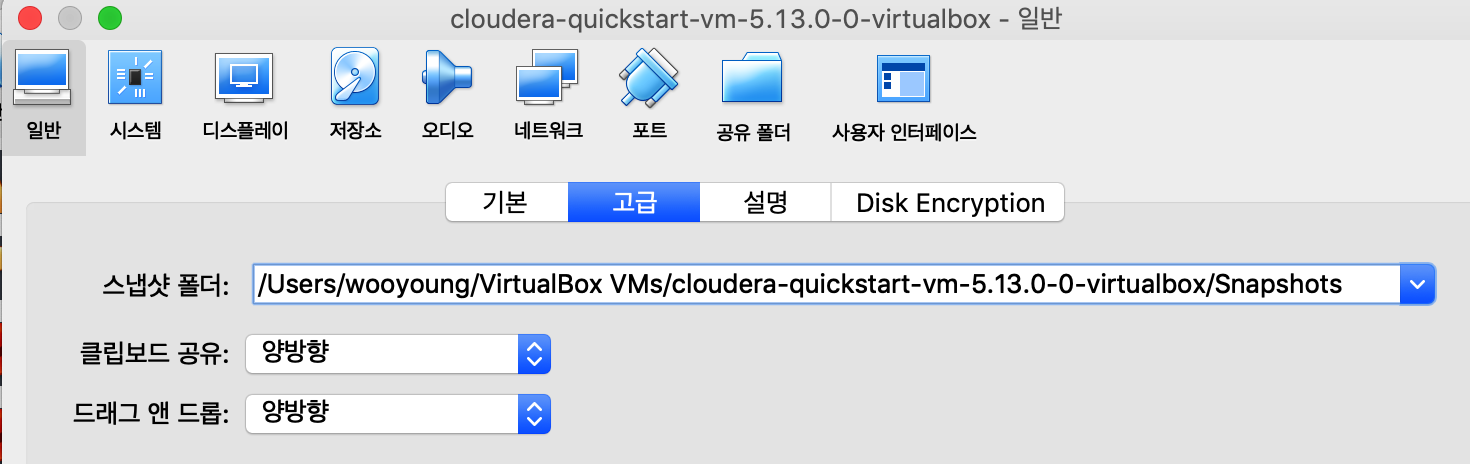 cloudera-quickstart-vm-5.13.0-0-virtualbox - 일반
일반 시스템 디스플레이 저장소 오디오 네트워크 포트 공유 폴더 사용자 인터페이스
기본 고급 설명 Disk Encryption
스냅샷 폴더: /Users/wooyoung/VirtualBox VMs/cloudera-quickstart-vm-5.13.0-0-virtualbox/Snapshots
클립보드 공유: 양방향
드래그 앤 드롭: 양방향